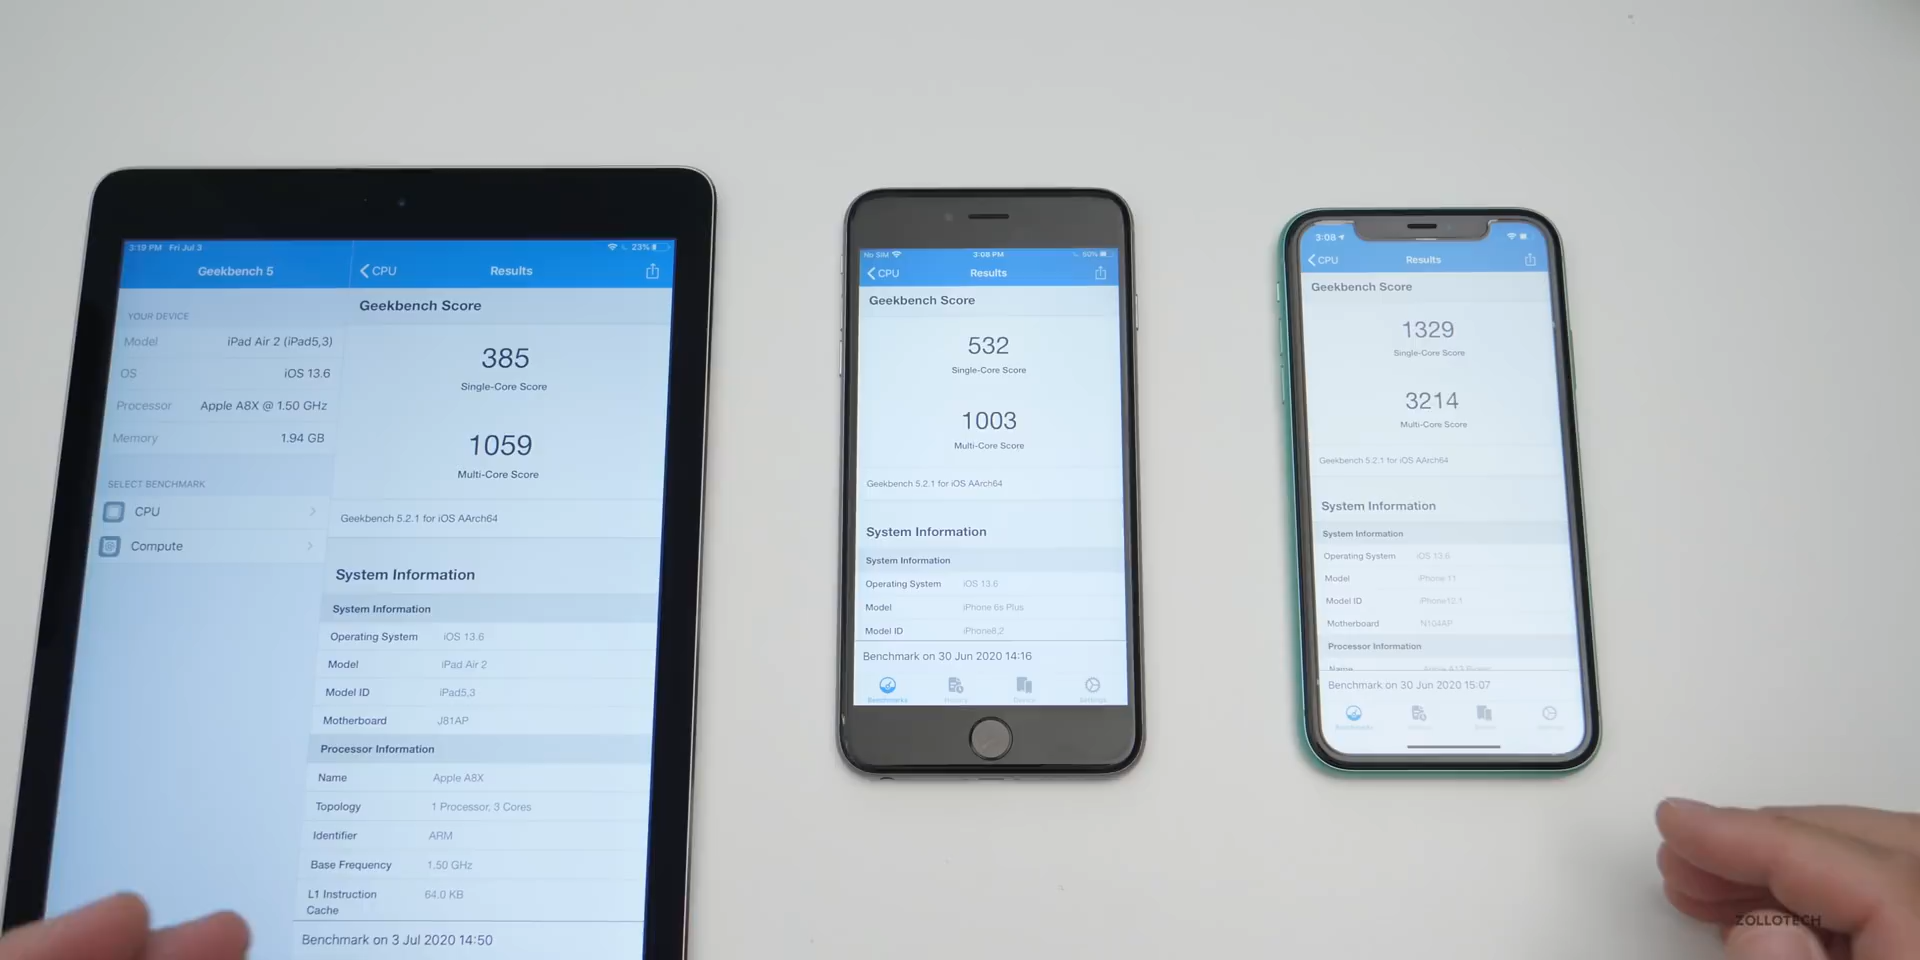 3:19 PM Fri Jul 3
23%
Geekbench 5
YOUR DEVICE
Model iPad Air 2 (iPad5,3)
OS iOS 13.6
Processor Apple A8X @ 1.50 GHz
Memory 1.94 GB
SELECT BENCHMARK
CPU
Compute
CPU Results
Geekbench Score
385
Single-Core Score
1059
Multi-Core Score
Geekbench 5.2.1 for iOS AArch64
System Information
System Information
Operating System iOS 13.6
Model iPad Air 2
Model ID iPad5,3
Motherboard J81AP
Processor Information
Name Apple A8X
Topology 1 Processor, 3 Cores
Identifier ARM
Base Frequency 1.50 GHz
L1 Instruction 64.0 KB
Cache
Benchmark on 3 Jul 2020 14:50
No SIM 3:08 PM 60%
CPU Results
Geekbench Score
532
Single-Core Score
1003
Multi-Core Score
Geekbench 5.2.1 for iOS AArch64
System Information
System Information
Operating System iOS 13.6
Model iPhone 6s Plus
Model ID iPhone8,2
Benchmark on 30 Jun 2020 14:16
Benchmarks History Settings
3:08
CPU Results
Geekbench Score
1329
Single-Core Score
3214
Multi-Core Score
Geekbench 5.2.1 for iOS AArch64
System Information
System Information
Operating System iOS 13.6
Model iPhone 11
Model ID iPhone12,1
Motherboard N104AP
Processor Information
Name
Benchmark on 30 Jun 2020 15:07
ZOLLOTECH